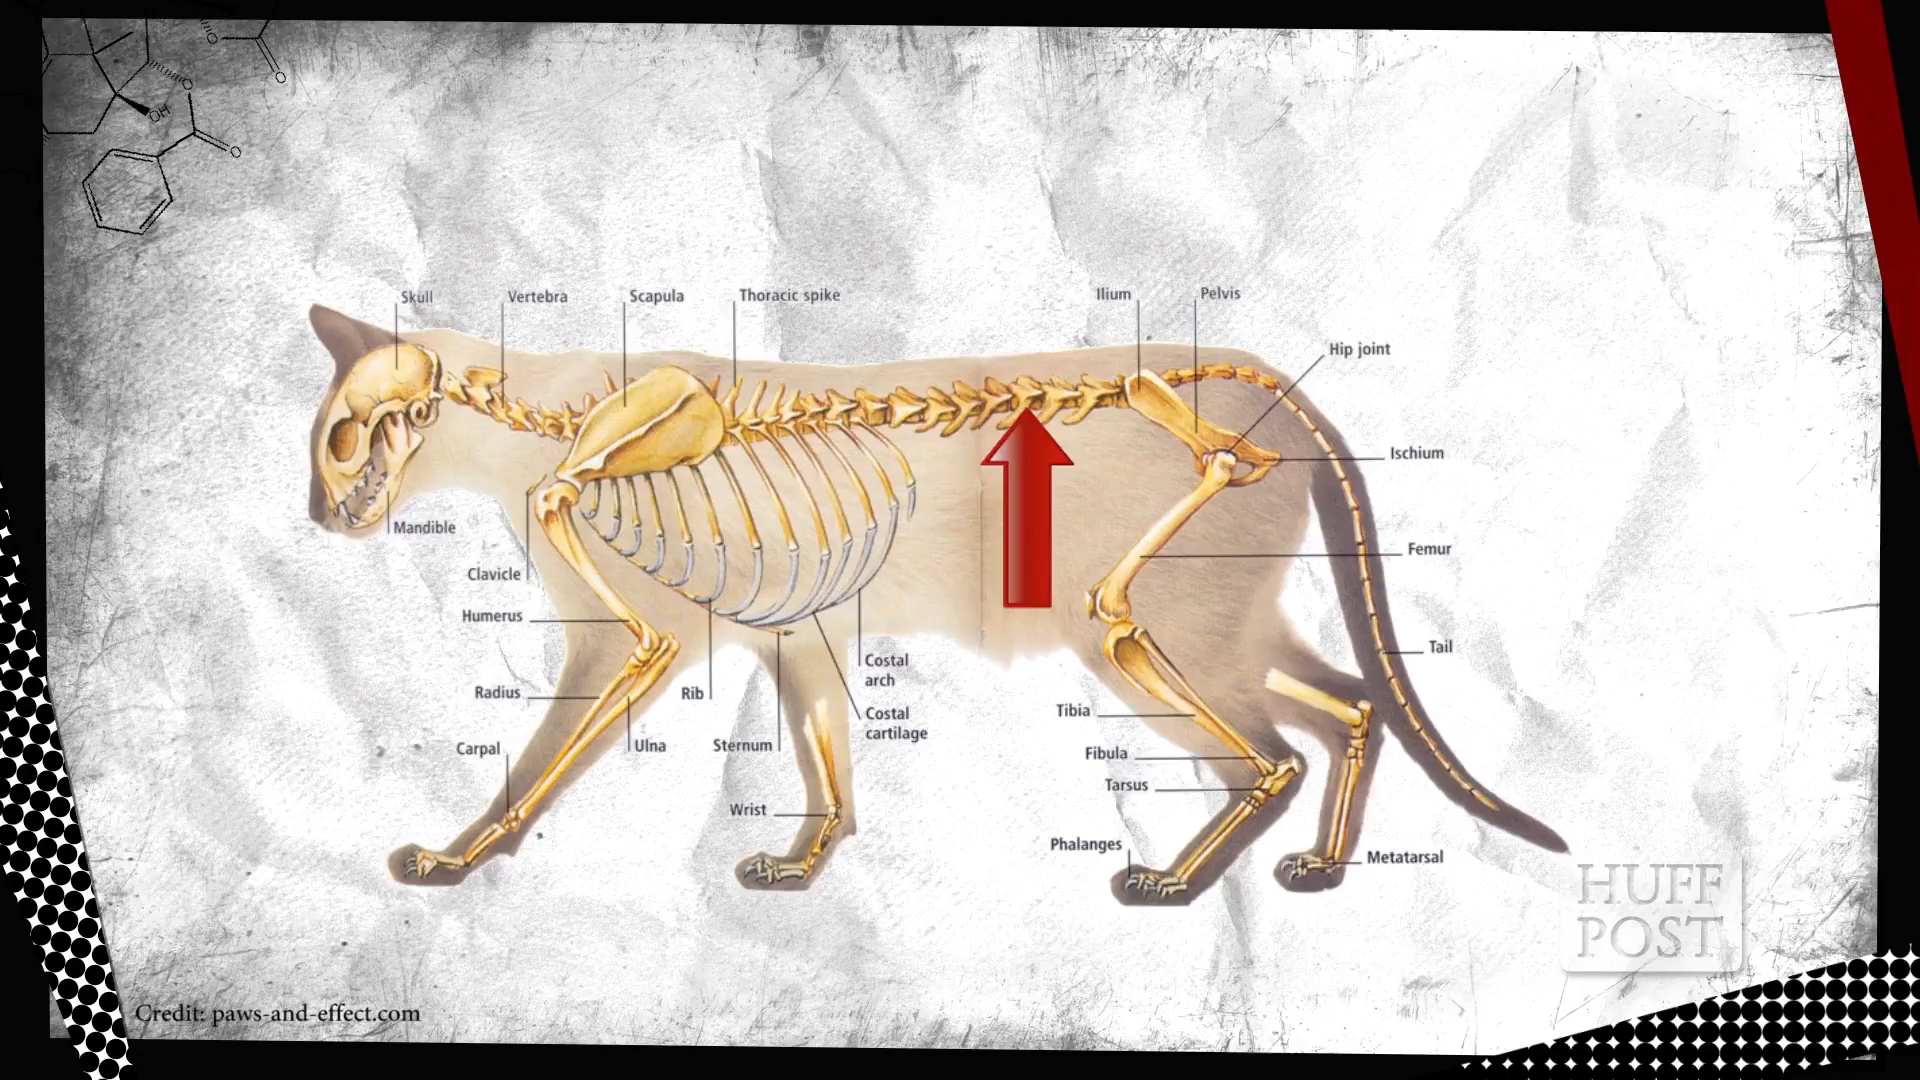 O
O
O
OH
O
Skull
Vertebra
Scapula
Thoracic spike
Ilium
Pelvis
Hip joint
Ischium
Mandible
Femur
Clavicle
Humerus
Tail
Costal
arch
Radius
Rib
Tibia
Costal
cartilage
Carpal
Ulna
Sternum
Fibula
Tarsus
Wrist
Phalanges
Metatarsal
HUFF
POST
Credit: paws-and-effect.com